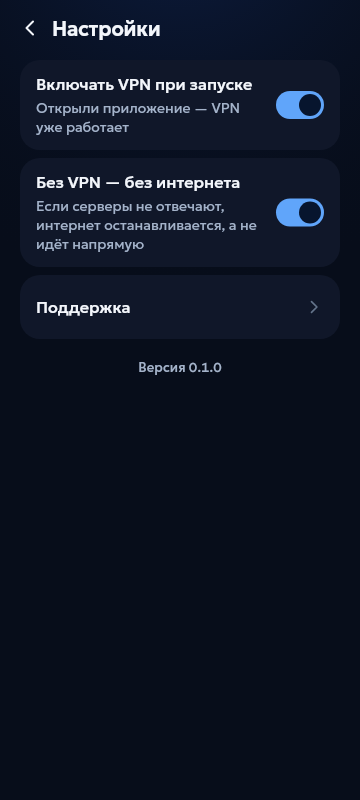 Настройки
Включать VPN при запуске
Открыли приложение — VPN
уже работает
Без VPN — без интернета
Если серверы не отвечают,
интернет останавливается, а не
идёт напрямую
Поддержка
Версия 0.1.0